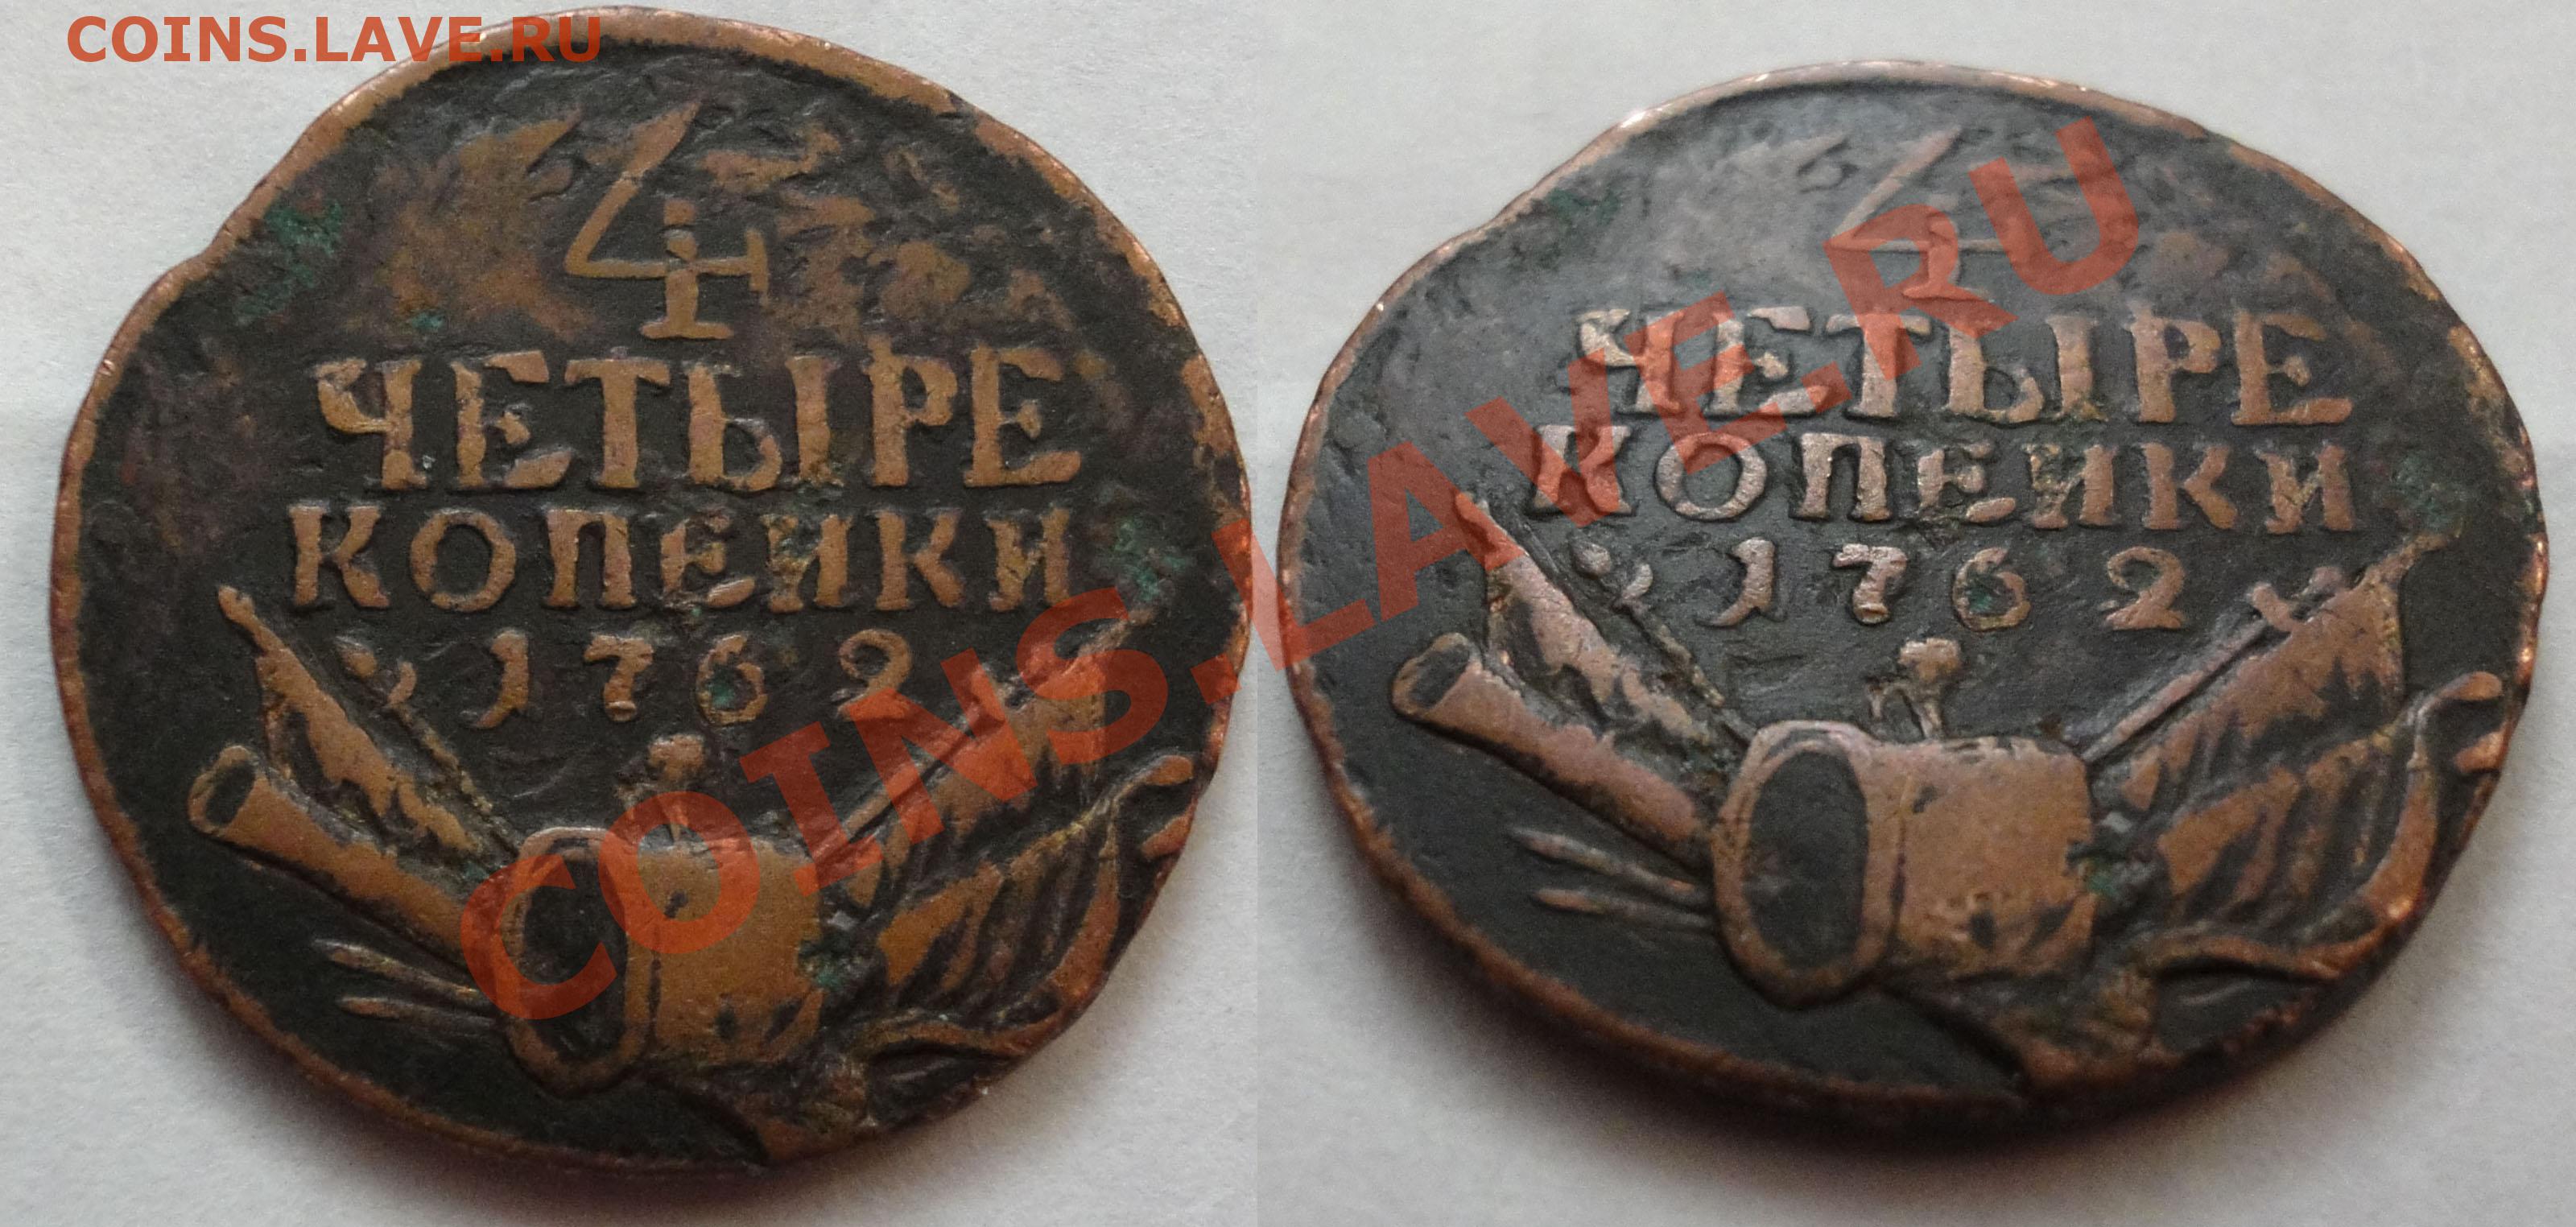 COINS.LAVE.RU
4
ЧЕТЫРЕ
КОПЕИКИ
1762
4
ЧЕТЫРЕ
КОПЕИКИ
1762
COINS.LAVE.RU